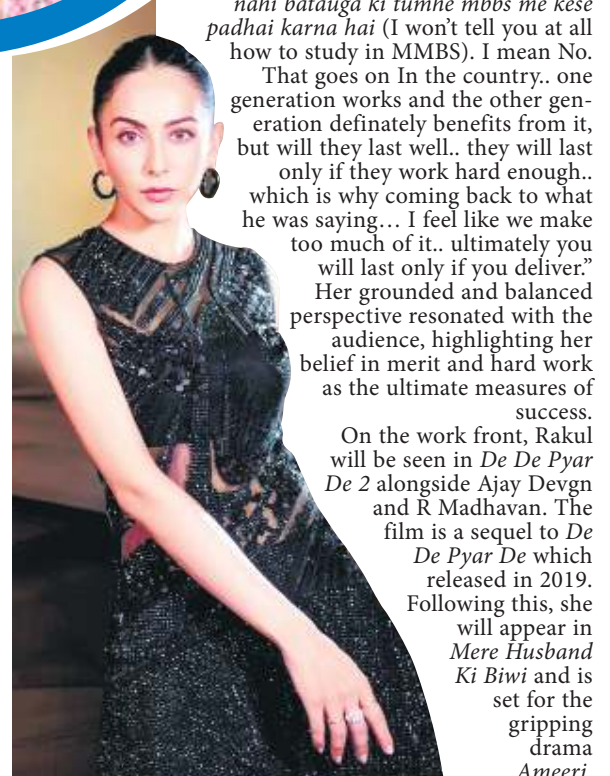 nahi batauga ki tumhe mbbs me kese
padhai karna hai (I won't tell you at all
how to study in MMBS). I mean No.
That goes on In the country.. one
generation works and the other gen-
eration definately benefits from it,
but will they last well.. they will last
only if they work hard enough..
which is why coming back to what
he was saying… I feel like we make
too much of it.. ultimately you
will last only if you deliver.”
Her grounded and balanced
perspective resonated with the
audience, highlighting her
belief in merit and hard work
as the ultimate measures of
success.
On the work front, Rakul
will be seen in De De Pyar
De 2 alongside Ajay Devgn
and R Madhavan. The
film is a sequel to De
De Pyar De which
released in 2019.
Following this, she
will appear in
Mere Husband
Ki Biwi and is
set for the
gripping
drama
Ameeri.